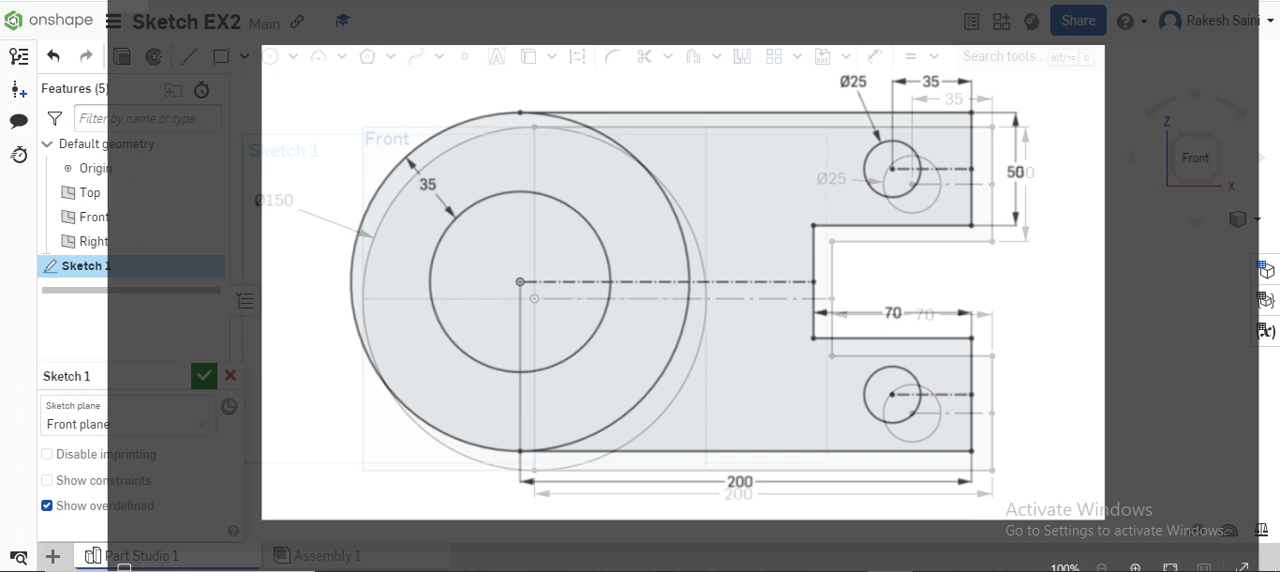 onshape
Sketch EX2 Main
Share
Rakesh Saini
Search tools... alt/⌥ c
Features (5)
Filter by name or type
Default geometry
Origin
Top
Front
Right
Sketch 1
Sketch 1
Sketch plane
Front plane
Disable imprinting
Show constraints
Show overdefined
Sketch 1
Front
Ø150
35
Ø25
35
35
Ø25
50
70
70
200
200
Z
Front
X
Activate Windows
Go to Settings to activate Windows.
Part Studio 1
Assembly 1
100%